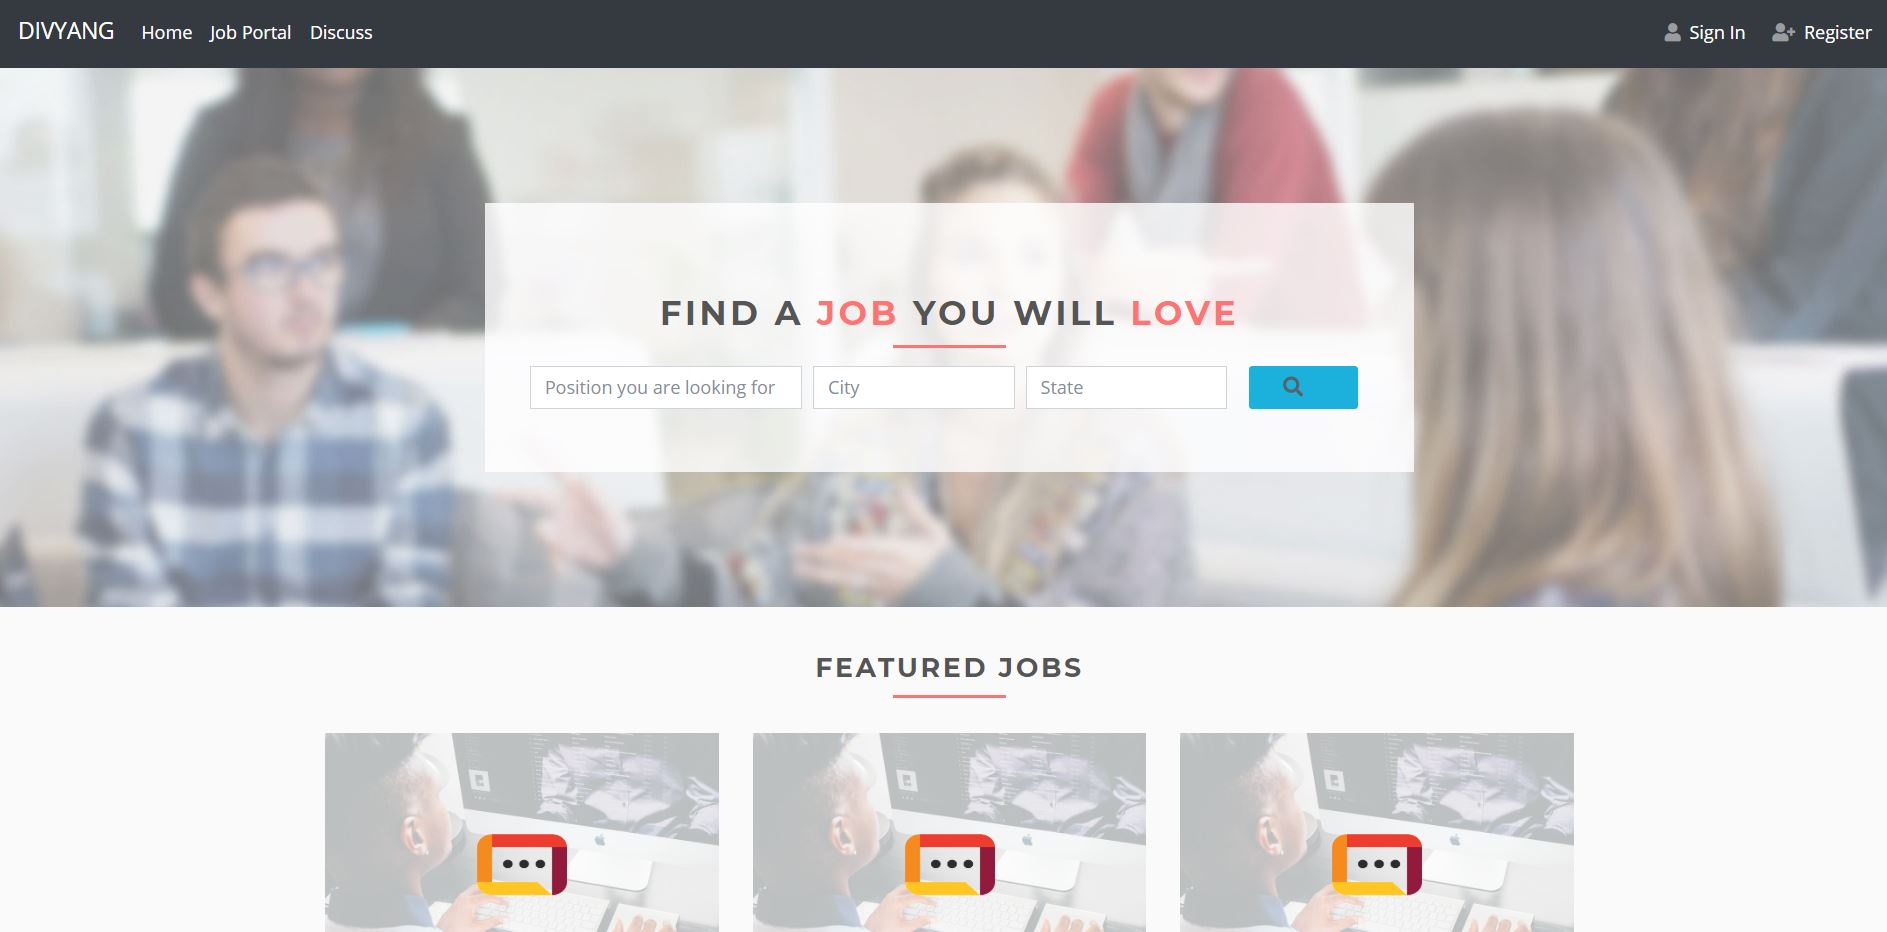 DIVYANG Home Job Portal Discuss Sign In Register
FIND A JOB YOU WILL LOVE
Position you are looking for City State
FEATURED JOBS